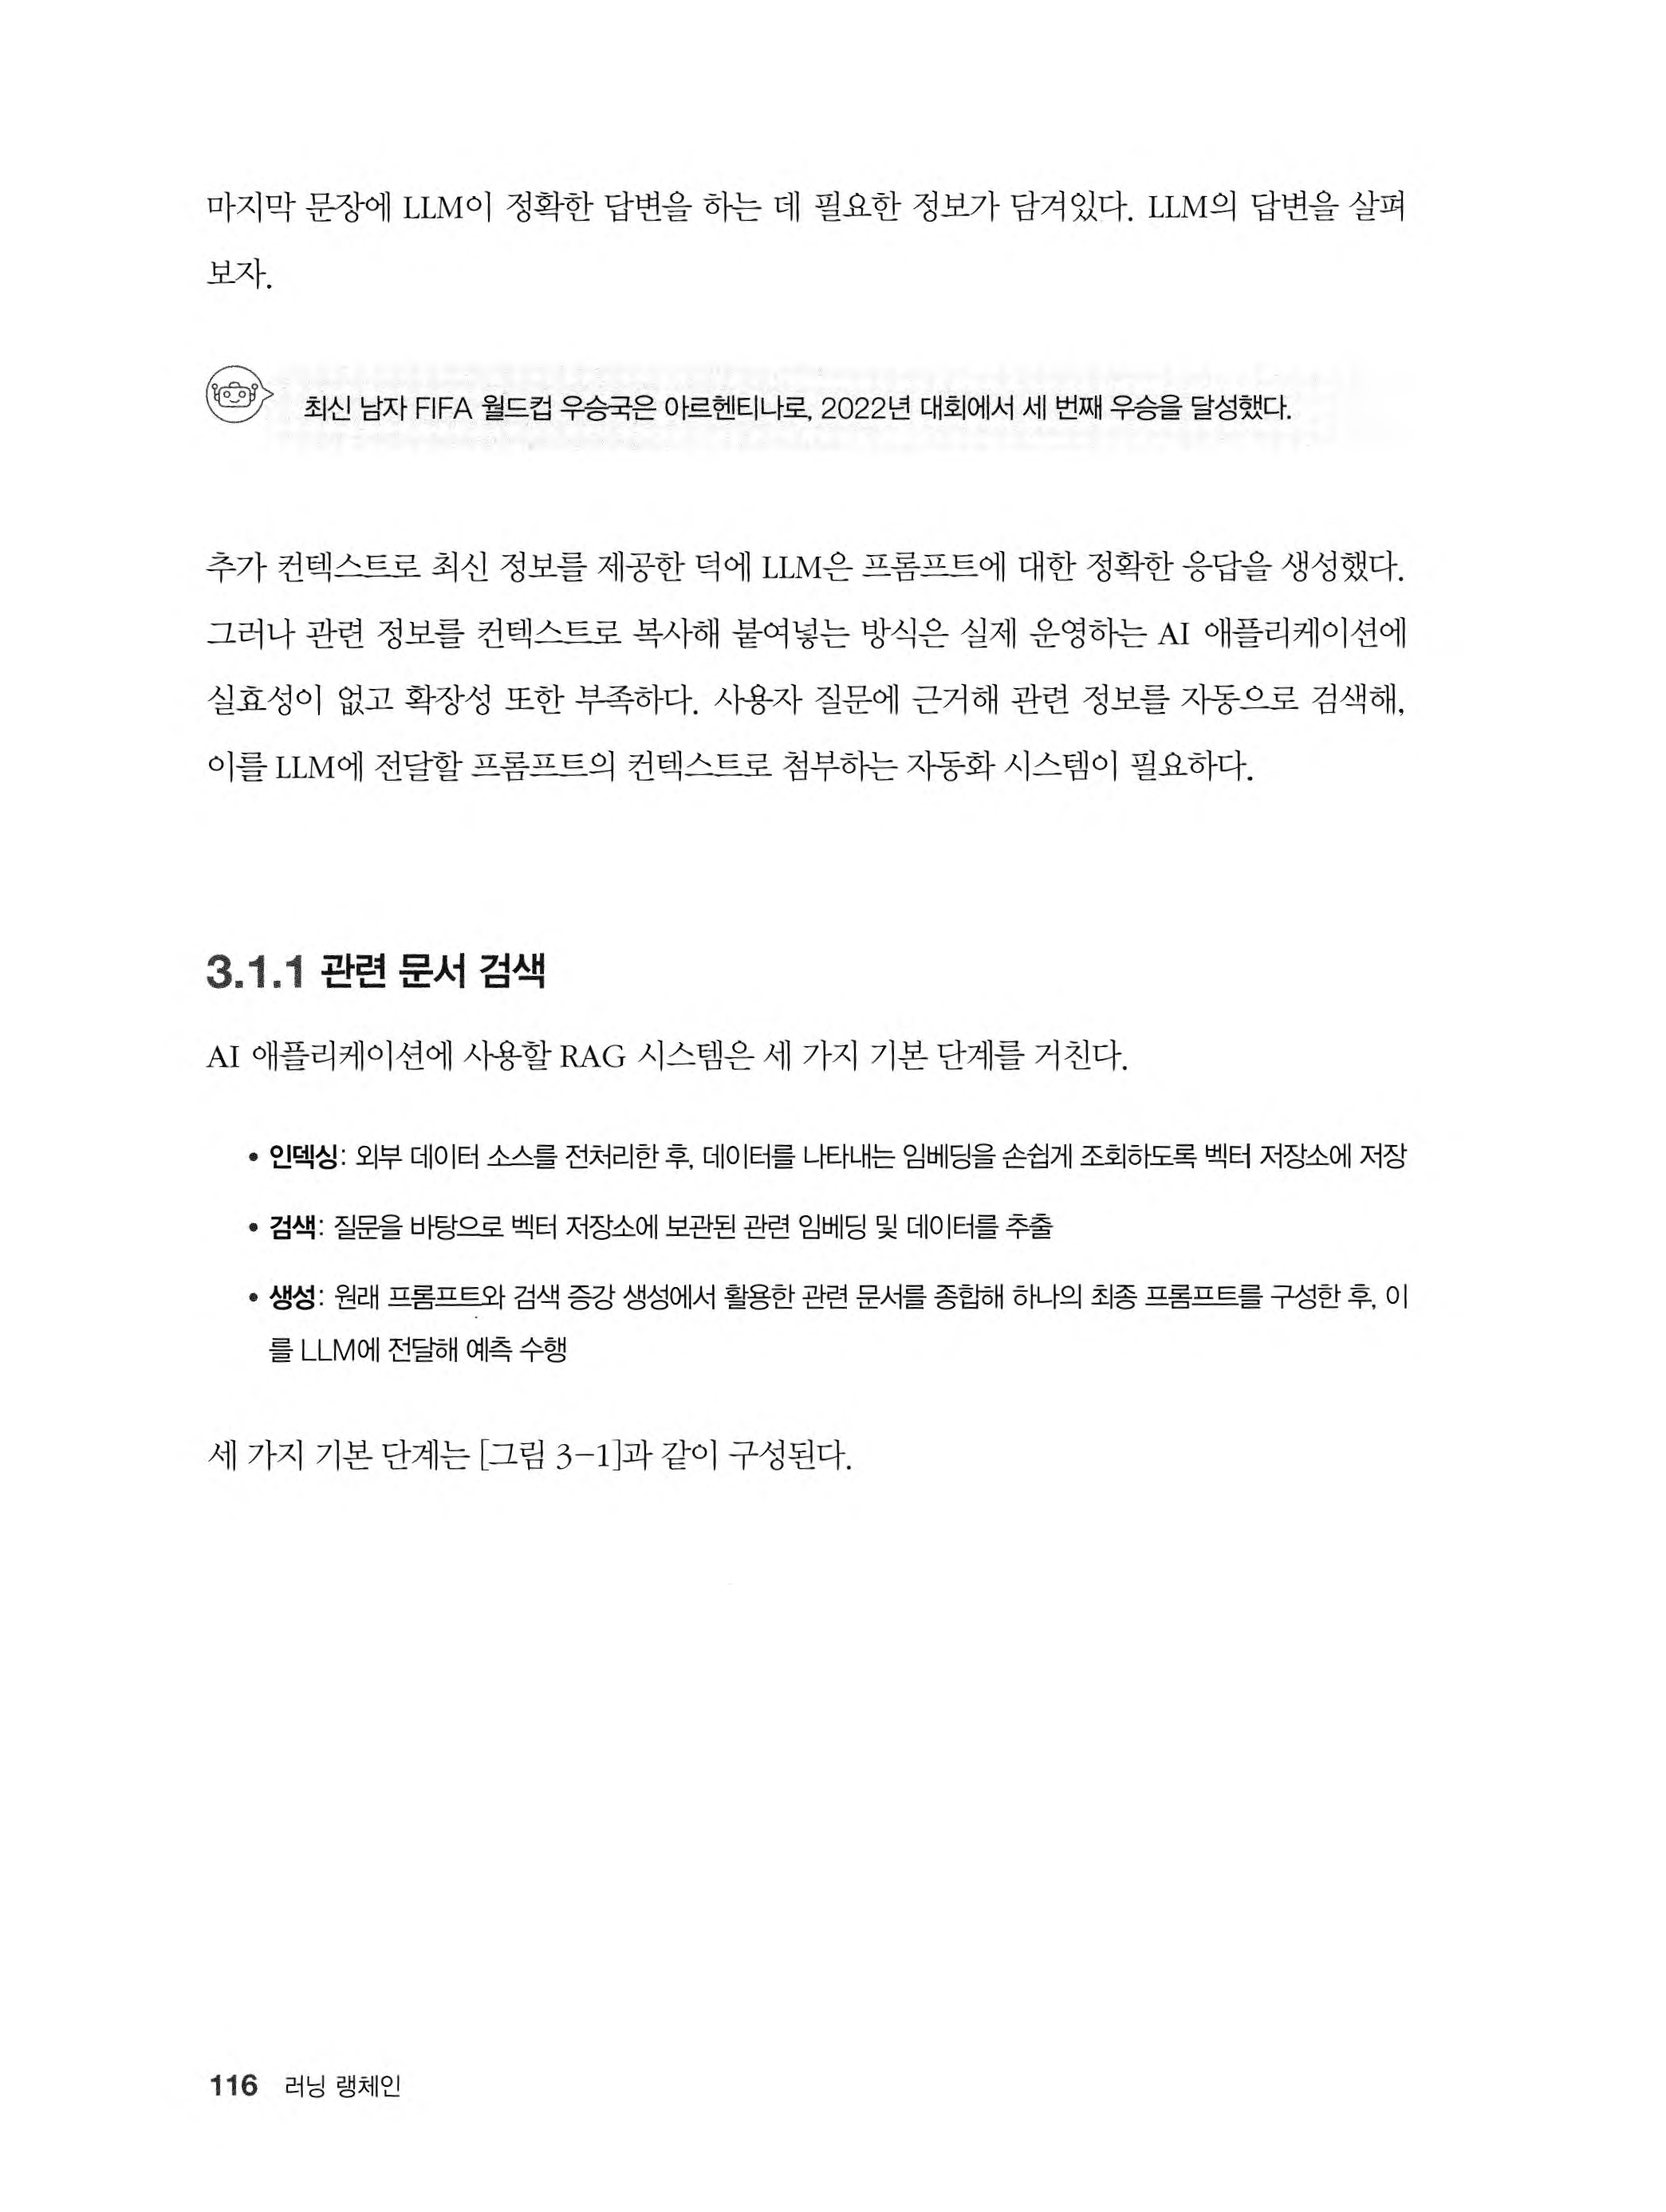 마지막 문장에 LLM이 정확한 답변을 하는 데 필요한 정보가 담겨있다. LLM의 답변을 살펴
보자.
최신 남자 FIFA 월드컵 우승국은 아르헨티나로, 2022년 대회에서 세 번째 우승을 달성했다.
추가 컨텍스트로 최신 정보를 제공한 덕에 LLM은 프롬프트에 대한 정확한 응답을 생성했다.
그러나 관련 정보를 컨텍스트로 복사해 붙여넣는 방식은 실제 운영하는 AI 애플리케이션에
실효성이 없고 확장성 또한 부족하다. 사용자 질문에 근거해 관련 정보를 자동으로 검색해,
이를 LLM에 전달할 프롬프트의 컨텍스트로 첨부하는 자동화 시스템이 필요하다.
3.1.1 관련 문서 검색
AI 애플리케이션에 사용할 RAG 시스템은 세 가지 기본 단계를 거친다.
• 인덱싱: 외부 데이터 소스를 전처리한 후, 데이터를 나타내는 임베딩을 손쉽게 조회하도록 벡터 저장소에 저장
• 검색: 질문을 바탕으로 벡터 저장소에 보관된 관련 임베딩 및 데이터를 추출
• 생성: 원래 프롬프트와 검색 증강 생성에서 활용한 관련 문서를 종합해 하나의 최종 프롬프트를 구성한 후, 이
를 LLM에 전달해 예측 수행
세 가지 기본 단계는 [그림 3-1]과 같이 구성된다.
116 러닝 랭체인